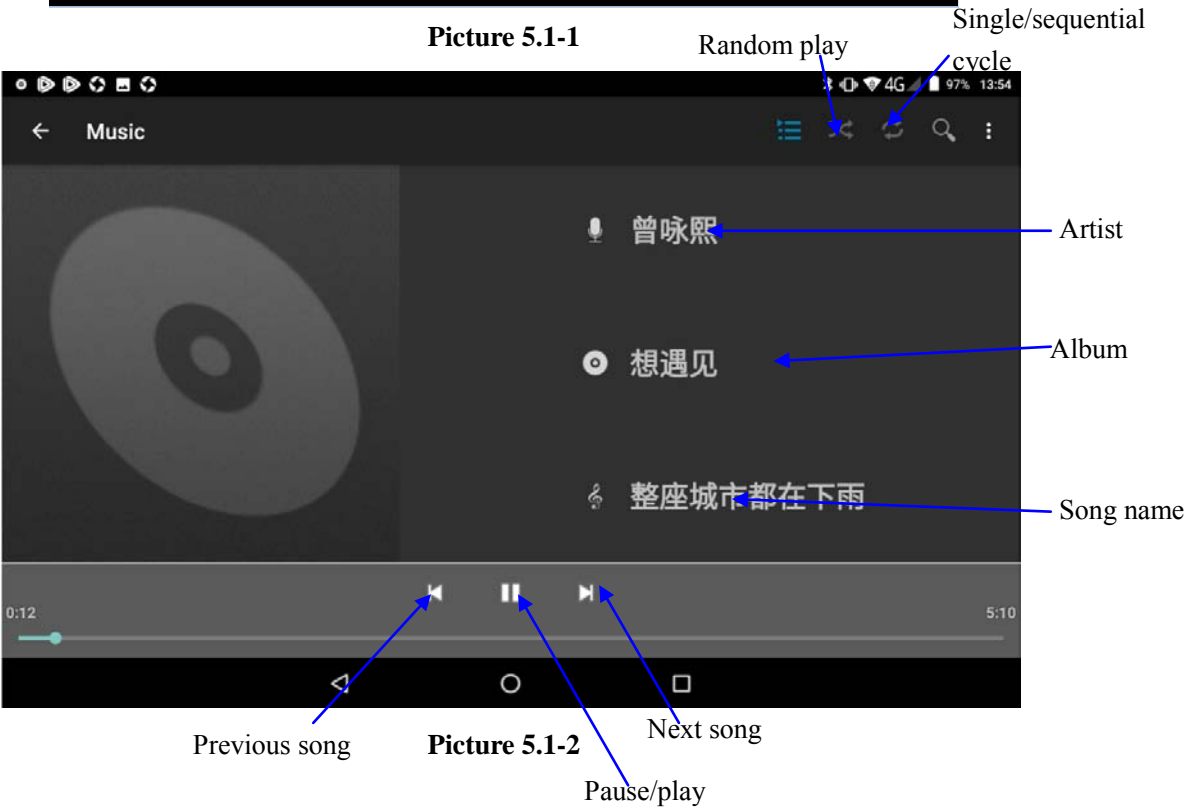 Picture 5.1-1
Random play
Single/sequential
cycle
4G 97% 13:54
Music
曾咏熙
Artist
想遇见
Album
整座城市都在下雨
Song name
0:12
5:10
Previous song
Picture 5.1-2
Next song
Pause/play